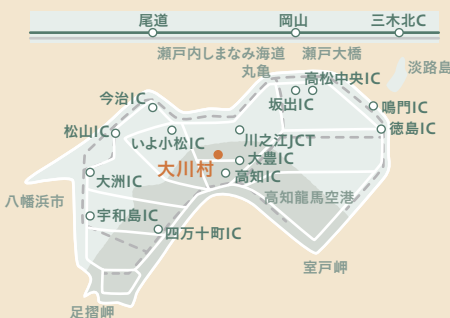 尾道
岡山
三木北C
瀬戸内しまなみ海道
瀬戸大橋
淡路島
丸亀
高松中央IC
今治IC
坂出IC
鳴門IC
松山IC
徳島IC
いよ小松IC
川之江JCT
大豊IC
大川村
高知IC
大洲IC
高知龍馬空港
八幡浜市
宇和島IC
四万十町IC
室戸岬
足摺岬